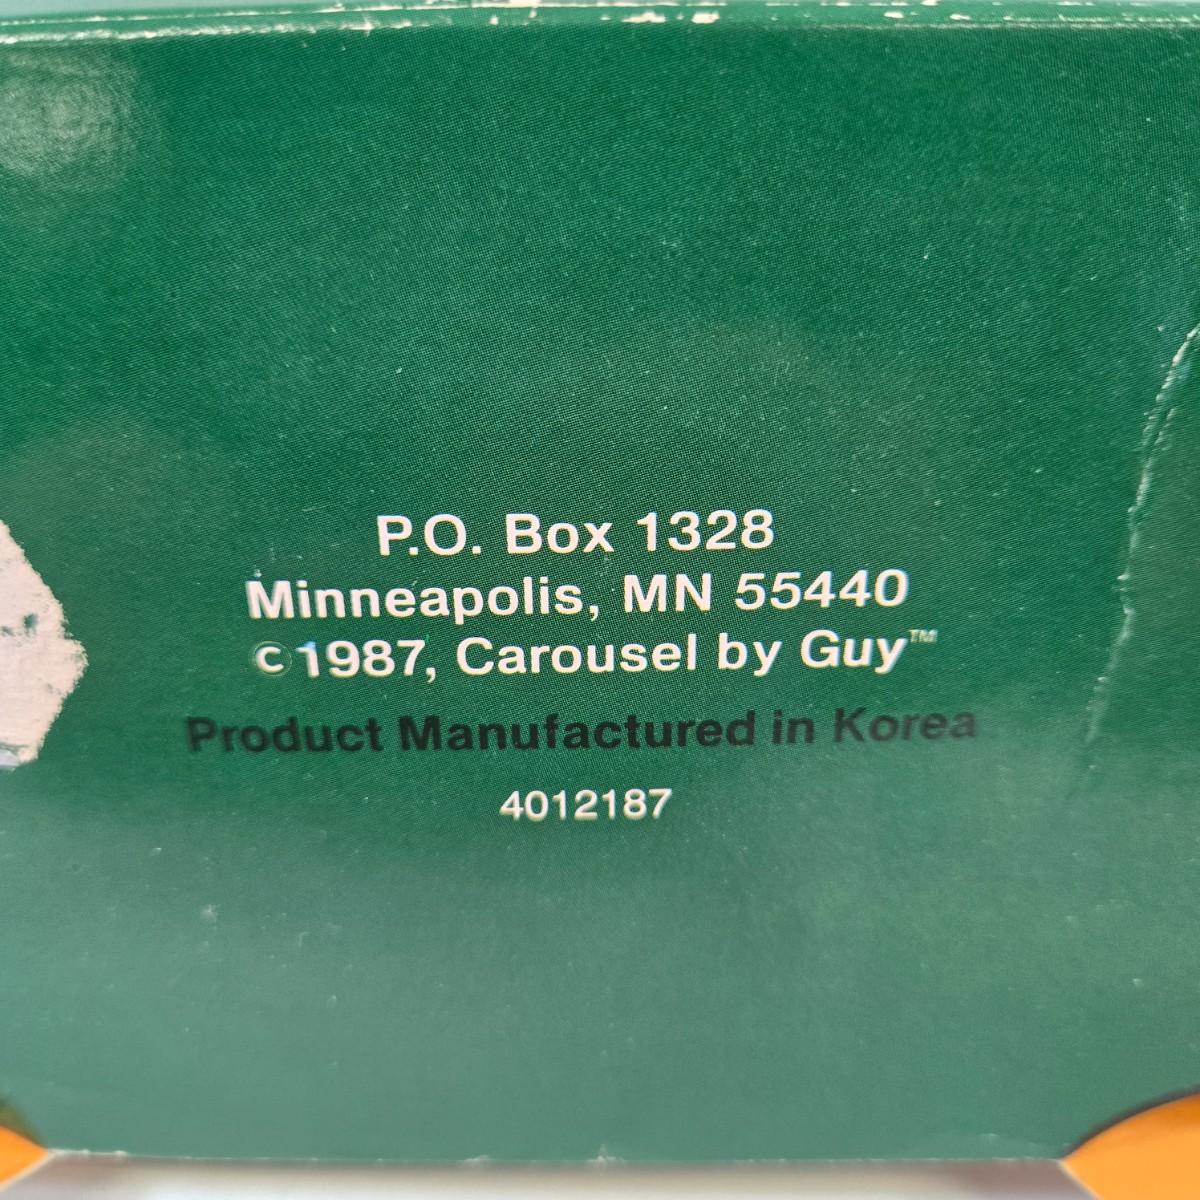 P.O. Box 1328
Minneapolis, MN 55440
©1987, Carousel by Guy™
Product Manufactured in Korea
4012187